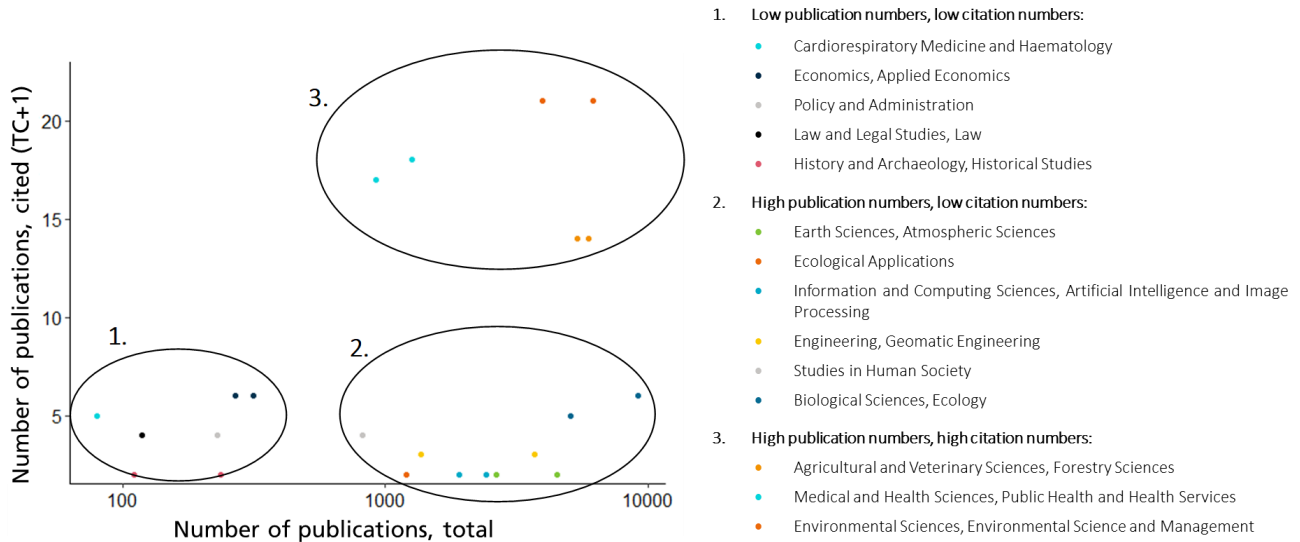 Number of publications, cited (TC+1)
20
15
10
5
100
1000
10000
Number of publications, total
1.
2.
3.
1. Low publication numbers, low citation numbers:
Cardiorespiratory Medicine and Haematology
Economics, Applied Economics
Policy and Administration
Law and Legal Studies, Law
History and Archaeology, Historical Studies
2. High publication numbers, low citation numbers:
Earth Sciences, Atmospheric Sciences
Ecological Applications
Information and Computing Sciences, Artificial Intelligence and Image
Processing
Engineering, Geomatic Engineering
Studies in Human Society
Biological Sciences, Ecology
3. High publication numbers, high citation numbers:
Agricultural and Veterinary Sciences, Forestry Sciences
Medical and Health Sciences, Public Health and Health Services
Environmental Sciences, Environmental Science and Management